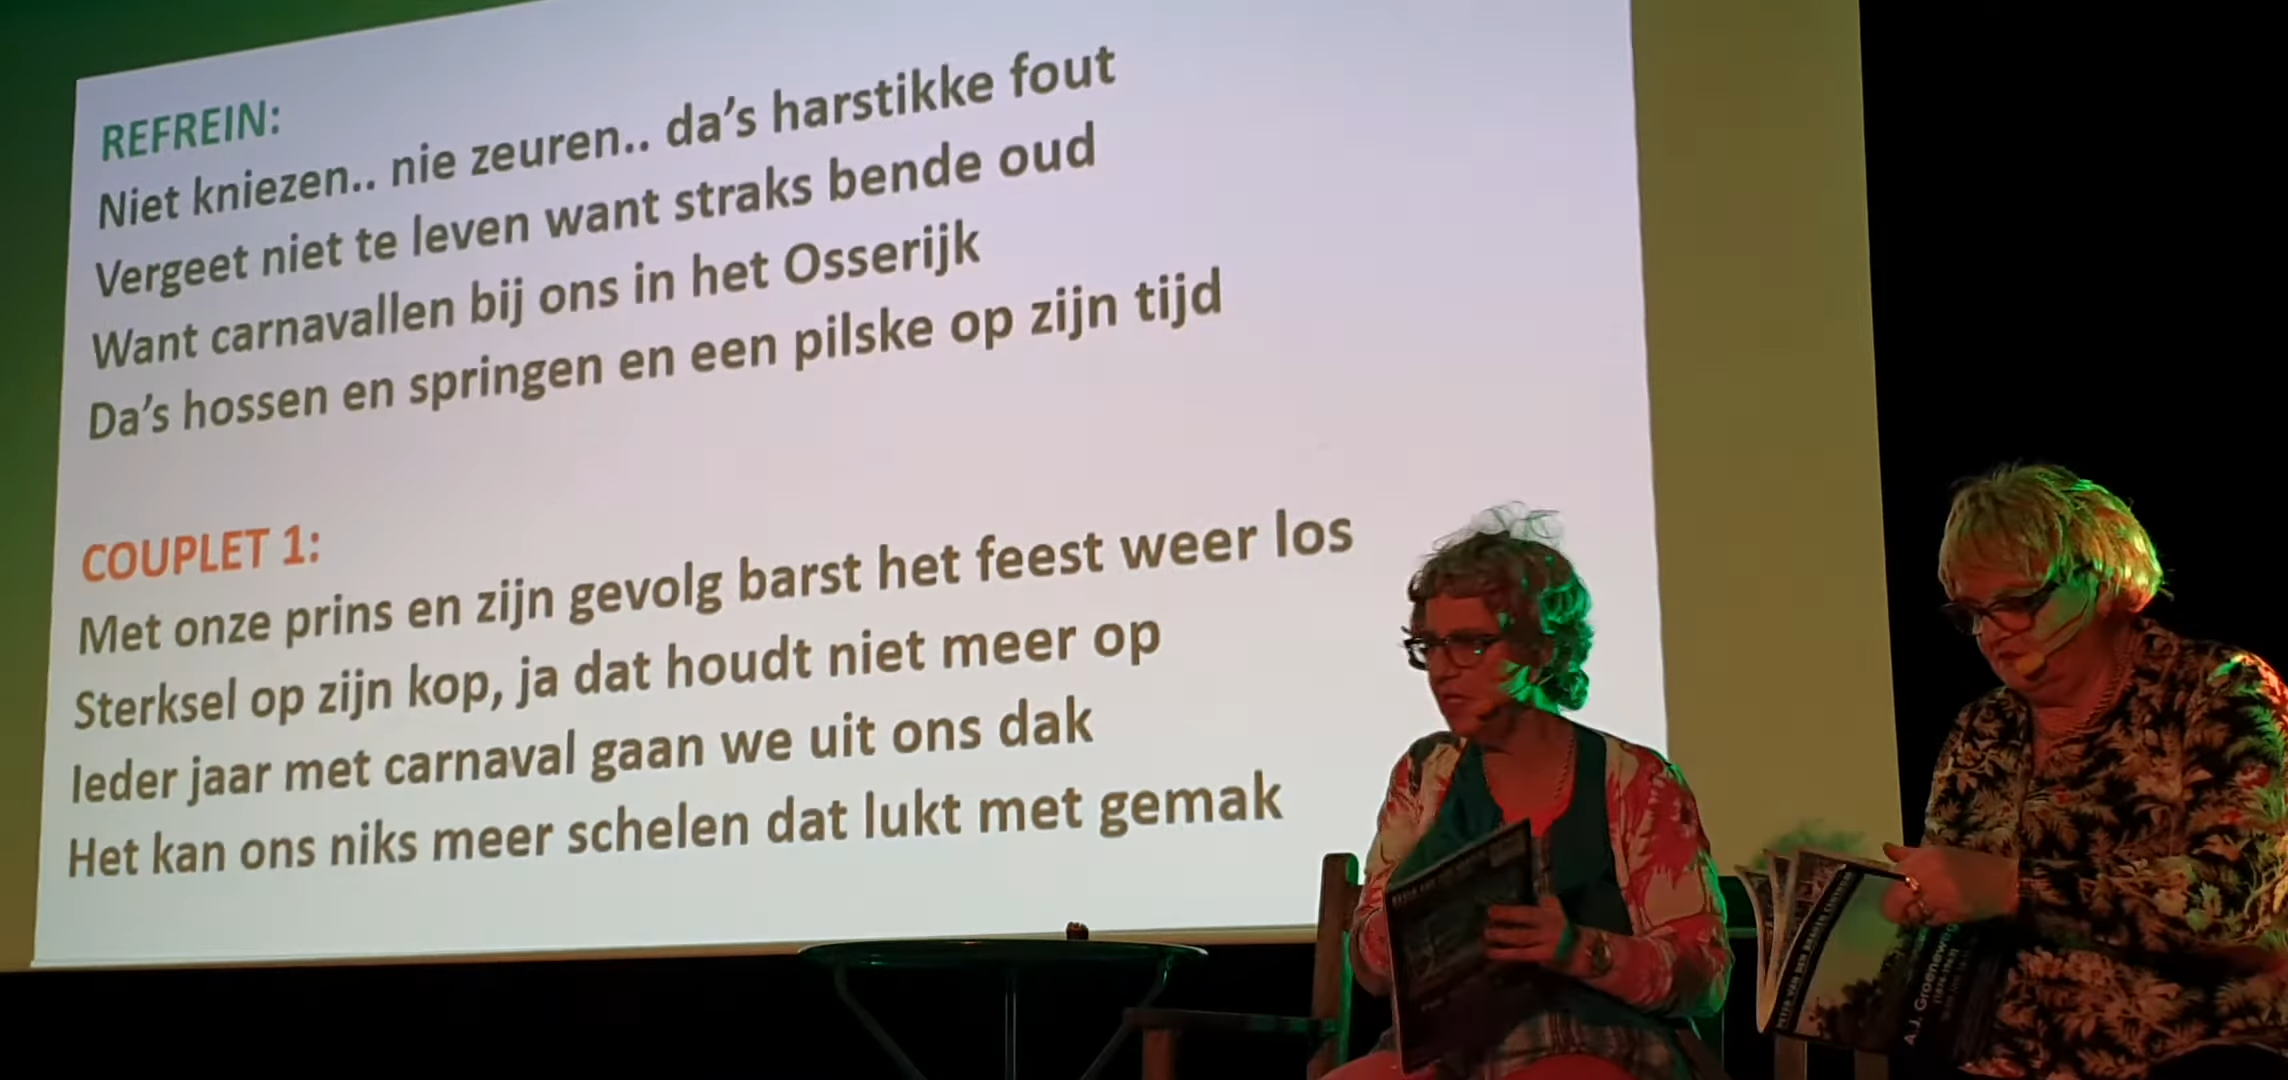 REFREIN:
Niet kniezen.. nie zeuren.. da's harstikke fout
Vergeet niet te leven want straks bende oud
Want carnavallen bij ons in het Osserijk
Da's hossen en springen en een pilske op zijn tijd
COUPLET 1:
Met onze prins en zijn gevolg barst het feest weer los
Sterksel op zijn kop, ja dat houdt niet meer op
Ieder jaar met carnaval gaan we uit ons dak
Het kan ons niks meer schelen dat lukt met gemak
A.J. Groenewe